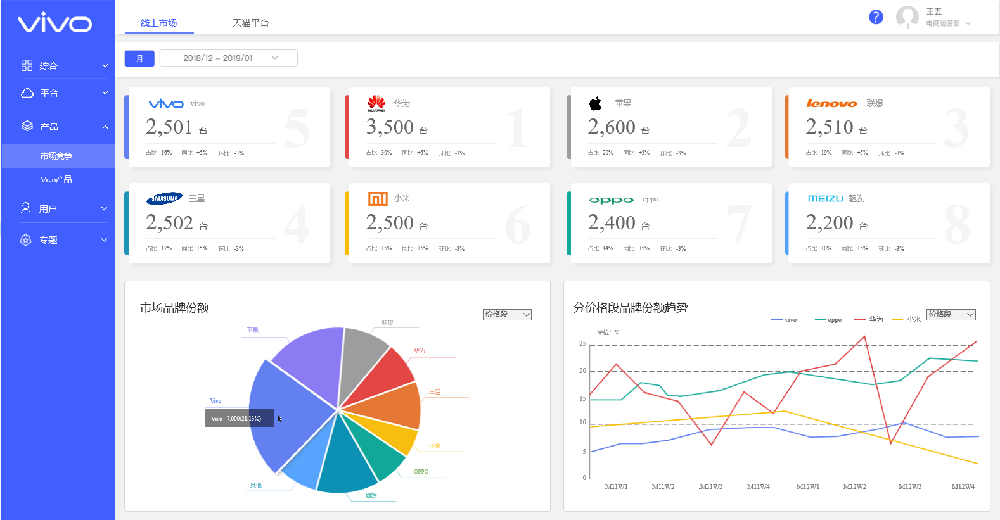 vivo
线上市场
天猫平台
?
王五
电商运营部
综合
平台
产品
市场竞争
Vivo产品
用户
专题
月
2018/12 - 2019/01
vivo vivo
2,501 台
5
占比 16% 同比 +5% 环比 -3%
HUAWEI 华为
3,500 台
1
占比 30% 同比 +5% 环比 -3%
苹果
2,600 台
2
占比 20% 同比 +5% 环比 -3%
lenovo 联想
2,510 台
3
占比 19% 同比 +5% 环比 -3%
SAMSUNG 三星
2,502 台
4
占比 17% 同比 +5% 环比 -3%
小米
2,500 台
6
占比 15% 同比 +5% 环比 -3%
oppo oppo
2,400 台
7
占比 14% 同比 +5% 环比 -3%
MEIZU 魅族
2,200 台
8
占比 10% 同比 +5% 环比 -3%
市场品牌份额
价格段
苹果
联想
华为
三星
小米
OPPO
魅族
其他
Vivo
Vivo 7,000(21.13%)
分价格段品牌份额趋势
vivo oppo 华为 小米
价格段
单位: %
25
20
15
10
5
0
M11W1 M11W2 ,M11W3 M11W4 M12W1 M12W2 M12W3 M12W4